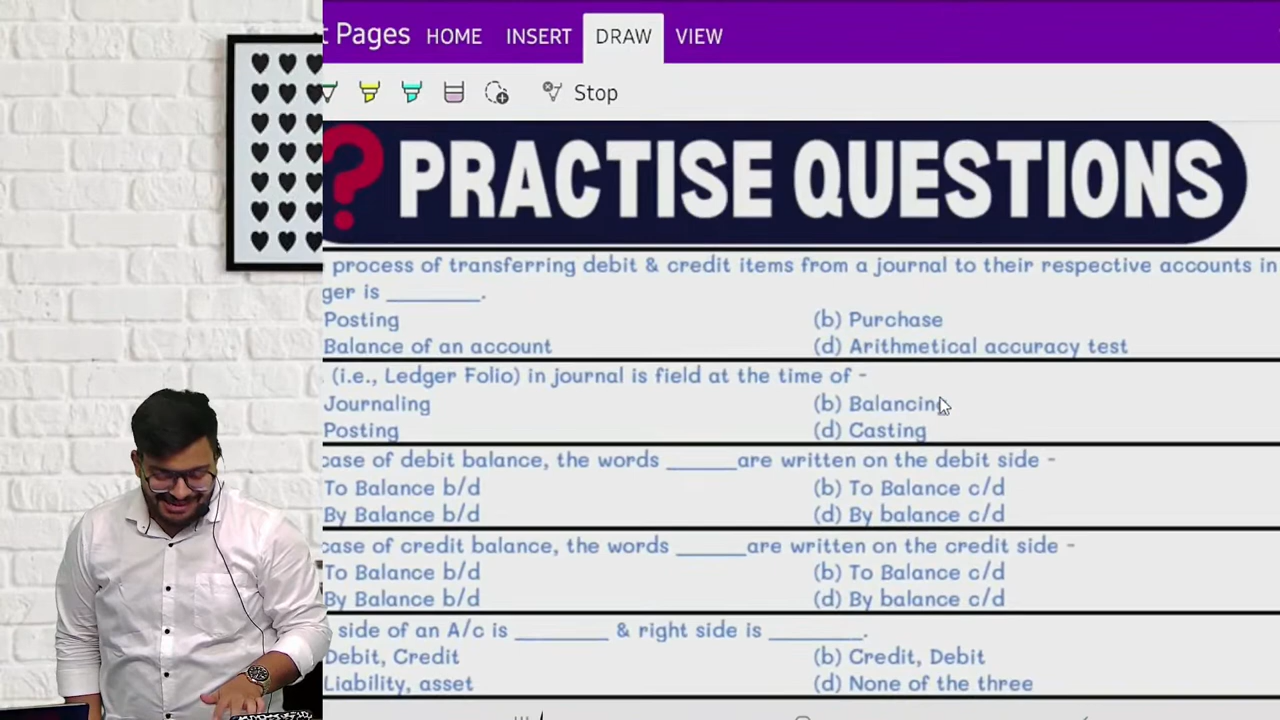 t Pages HOME INSERT DRAW VIEW
Stop
? PRACTISE QUESTIONS
process of transferring debit & credit items from a journal to their respective accounts in
ger is ________.
Posting (b) Purchase
Balance of an account (d) Arithmetical accuracy test
(i.e., Ledger Folio) in journal is field at the time of -
Journaling (b) Balancing
Posting (d) Casting
case of debit balance, the words ______are written on the debit side -
To Balance b/d (b) To Balance c/d
By Balance b/d (d) By balance c/d
case of credit balance, the words ______are written on the credit side -
To Balance b/d (b) To Balance c/d
By Balance b/d (d) By balance c/d
side of an A/c is ________ & right side is ________.
Debit, Credit (b) Credit, Debit
Liability, asset (d) None of the three